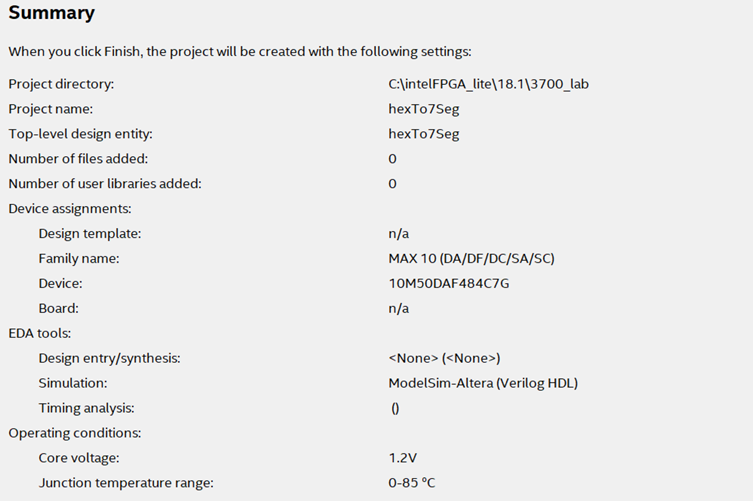 Summary
When you click Finish, the project will be created with the following settings:
Project directory: C:\intelFPGA_lite\18.1\3700_lab
Project name: hexTo7Seg
Top-level design entity: hexTo7Seg
Number of files added: 0
Number of user libraries added: 0
Device assignments:
Design template: n/a
Family name: MAX 10 (DA/DF/DC/SA/SC)
Device: 10M50DAF484C7G
Board: n/a
EDA tools:
Design entry/synthesis: <None> (<None>)
Simulation: ModelSim-Altera (Verilog HDL)
Timing analysis: ()
Operating conditions:
Core voltage: 1.2V
Junction temperature range: 0-85 °C